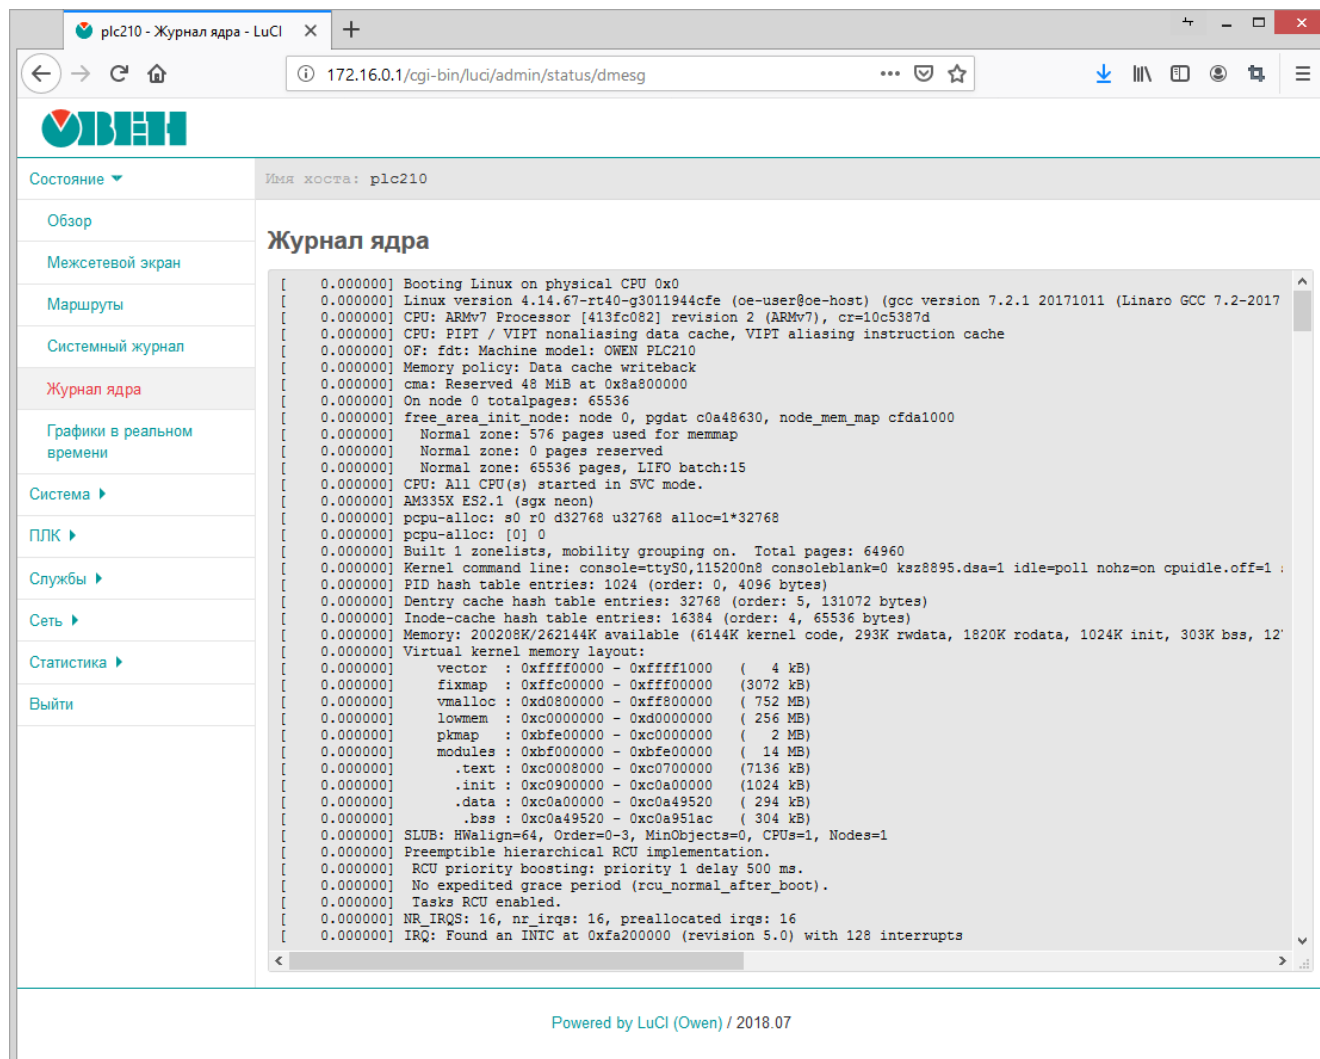 plc210 - Журнал ядра - LuCI
172.16.0.1/cgi-bin/luci/admin/status/dmesg
ОВЕН
Состояние
Обзор
Межсетевой экран
Маршруты
Системный журнал
Журнал ядра
Графики в реальном
времени
Система
ПЛК
Службы
Сеть
Статистика
Выйти
Имя хоста: plc210
Журнал ядра
[    0.000000] Booting Linux on physical CPU 0x0
[    0.000000] Linux version 4.14.67-rt40-g3011944cfe (oe-user@oe-host) (gcc version 7.2.1 20171011 (Linaro GCC 7.2-2017
[    0.000000] CPU: ARMv7 Processor [413fc082] revision 2 (ARMv7), cr=10c5387d
[    0.000000] CPU: PIPT / VIPT nonaliasing data cache, VIPT aliasing instruction cache
[    0.000000] OF: fdt: Machine model: OWEN PLC210
[    0.000000] Memory policy: Data cache writeback
[    0.000000] cma: Reserved 48 MiB at 0x8a800000
[    0.000000] On node 0 totalpages: 65536
[    0.000000] free_area_init_node: node 0, pgdat c0a48630, node_mem_map cfda1000
[    0.000000]   Normal zone: 576 pages used for memmap
[    0.000000]   Normal zone: 0 pages reserved
[    0.000000]   Normal zone: 65536 pages, LIFO batch:15
[    0.000000] CPU: All CPU(s) started in SVC mode.
[    0.000000] AM335X ES2.1 (sgx neon)
[    0.000000] pcpu-alloc: s0 r0 d32768 u32768 alloc=1*32768
[    0.000000] pcpu-alloc: [0] 0
[    0.000000] Built 1 zonelists, mobility grouping on.  Total pages: 64960
[    0.000000] Kernel command line: console=ttyS0,115200n8 consoleblank=0 ksz8895.dsa=1 idle=poll nohz=on cpuidle.off=1
[    0.000000] PID hash table entries: 1024 (order: 0, 4096 bytes)
[    0.000000] Dentry cache hash table entries: 32768 (order: 5, 131072 bytes)
[    0.000000] Inode-cache hash table entries: 16384 (order: 4, 65536 bytes)
[    0.000000] Memory: 200208K/262144K available (6144K kernel code, 293K rwdata, 1820K rodata, 1024K init, 303K bss, 12
[    0.000000] Virtual kernel memory layout:
[    0.000000]     vector  : 0xffff0000 - 0xffff1000   (   4 kB)
[    0.000000]     fixmap  : 0xffc00000 - 0xfff00000   (3072 kB)
[    0.000000]     vmalloc : 0xd0800000 - 0xff800000   ( 752 MB)
[    0.000000]     lowmem  : 0xc0000000 - 0xd0000000   ( 256 MB)
[    0.000000]     pkmap   : 0xbfe00000 - 0xc0000000   (   2 MB)
[    0.000000]     modules : 0xbf000000 - 0xbfe00000   (  14 MB)
[    0.000000]       .text : 0xc0008000 - 0xc0700000   (7136 kB)
[    0.000000]       .init : 0xc0900000 - 0xc0a00000   (1024 kB)
[    0.000000]       .data : 0xc0a00000 - 0xc0a49520   ( 294 kB)
[    0.000000]        .bss : 0xc0a49520 - 0xc0a951ac   ( 304 kB)
[    0.000000] SLUB: HWalign=64, Order=0-3, MinObjects=0, CPUs=1, Nodes=1
[    0.000000] Preemptible hierarchical RCU implementation.
[    0.000000]  RCU priority boosting: priority 1 delay 500 ms.
[    0.000000]  No expedited grace period (rcu_normal_after_boot).
[    0.000000]  Tasks RCU enabled.
[    0.000000] NR_IRQS: 16, nr_irqs: 16, preallocated irqs: 16
[    0.000000] IRQ: Found an INTC at 0xfa200000 (revision 5.0) with 128 interrupts
Powered by LuCI (Owen) / 2018.07